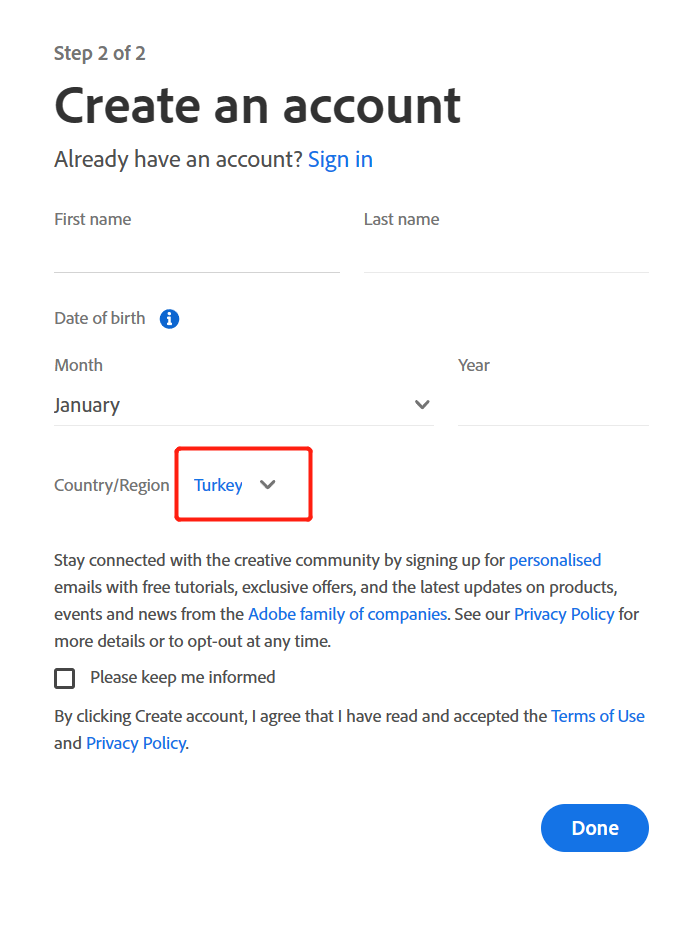 Step 2 of 2
Create an account
Already have an account? Sign in
First name
Last name
Date of birth
Month
Year
January
Country/Region Turkey
Stay connected with the creative community by signing up for personalised
emails with free tutorials, exclusive offers, and the latest updates on products,
events and news from the Adobe family of companies. See our Privacy Policy for
more details or to opt-out at any time.
Please keep me informed
By clicking Create account, I agree that I have read and accepted the Terms of Use
and Privacy Policy.
Done